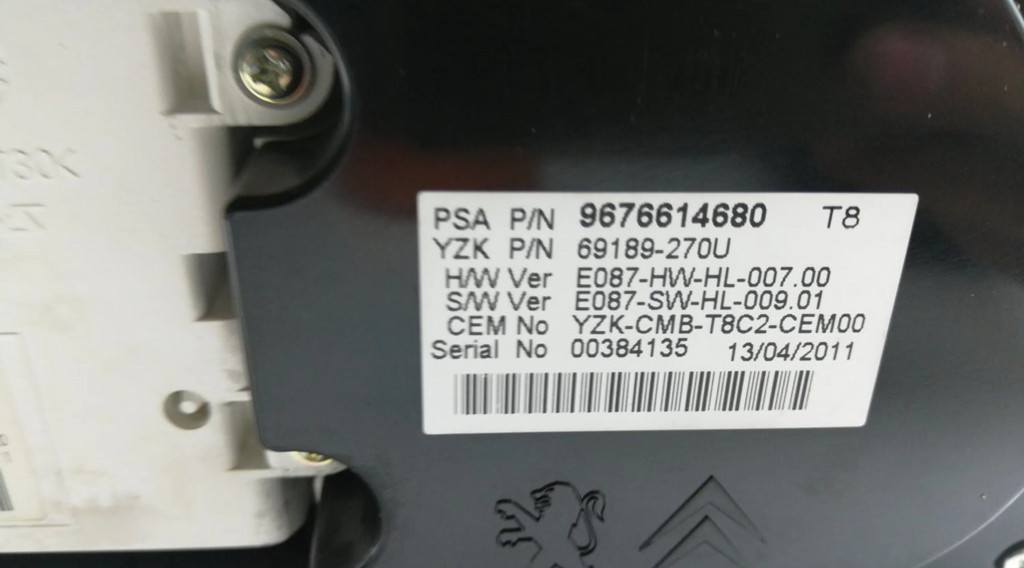 PSA P/N 9676614680 T8
YZK P/N 69189-270U
H/W Ver E087-HW-HL-007.00
S/W Ver E087-SW-HL-009.01
CEM No YZK-CMB-T8C2-CEM00
Serial No 00384135 13/04/2011